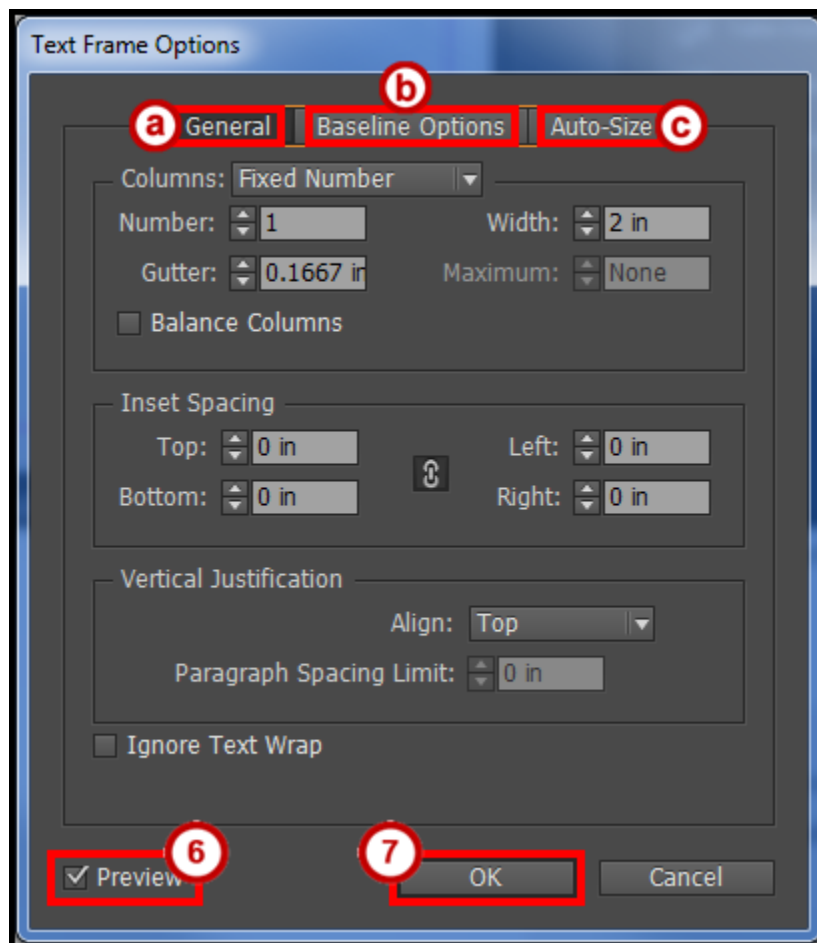 Text Frame Options
b
a General Baseline Options Auto-Size c
Columns: Fixed Number
Number: 1 Width: 2 in
Gutter: 0.1667 in Maximum: None
Balance Columns
Inset Spacing
Top: 0 in Left: 0 in
Bottom: 0 in Right: 0 in
Vertical Justification
Align: Top
Paragraph Spacing Limit: 0 in
Ignore Text Wrap
6 7
Preview OK Cancel